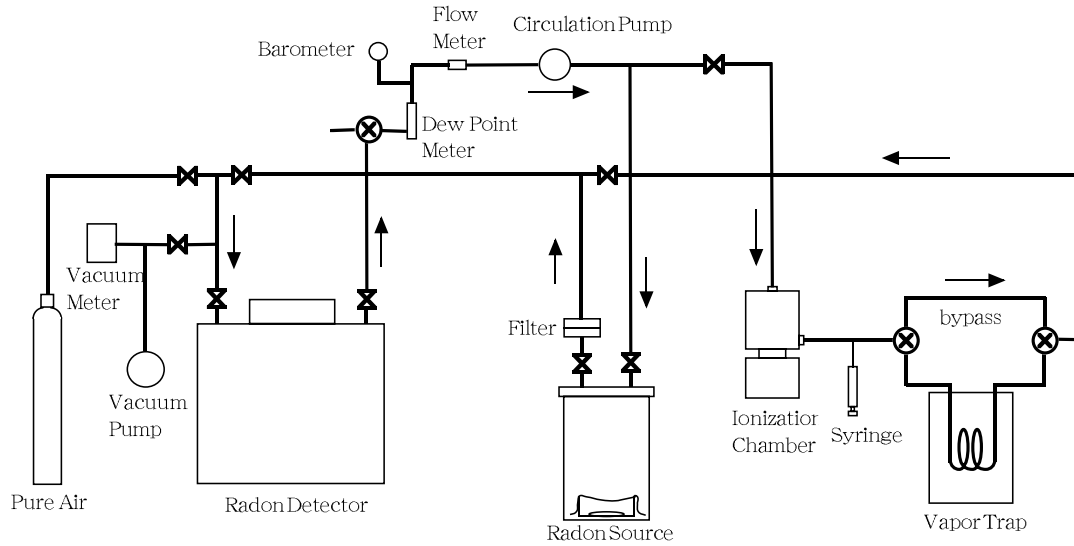 Flow
Meter
Circulation Pump
Barometer
Dew Point
Meter
Vacuum
Meter
Filter
bypass
Vacuum
Pump
Ionization
Chamber
Syringe
Pure Air
Radon Detector
Radon Source
Vapor Trap